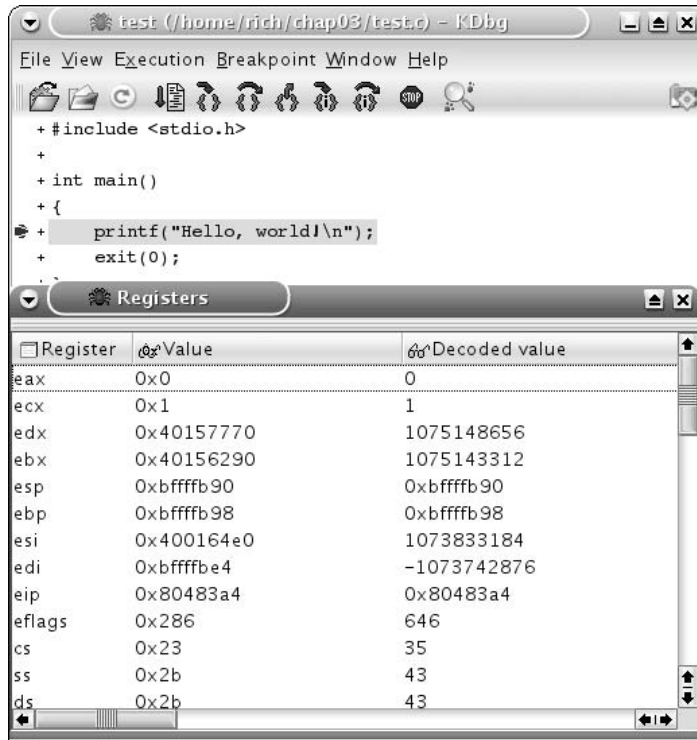 test (/home/rich/chap03/test.c) – KDbg
File View Execution Breakpoint Window Help
STOP
+ #include <stdio.h>
+
+ int main()
+ {
+ printf("Hello, world!\n");
+ exit(0);
Registers
Register Value Decoded value
eax 0x0 0
ecx 0x1 1
edx 0x40157770 1075148656
ebx 0x40156290 1075143312
esp 0xbffffb90 0xbffffb90
ebp 0xbffffb98 0xbffffb98
esi 0x400164e0 1073833184
edi 0xbffffbe4 -1073742876
eip 0x80483a4 0x80483a4
eflags 0x286 646
cs 0x23 35
ss 0x2b 43
ds 0x2b 43